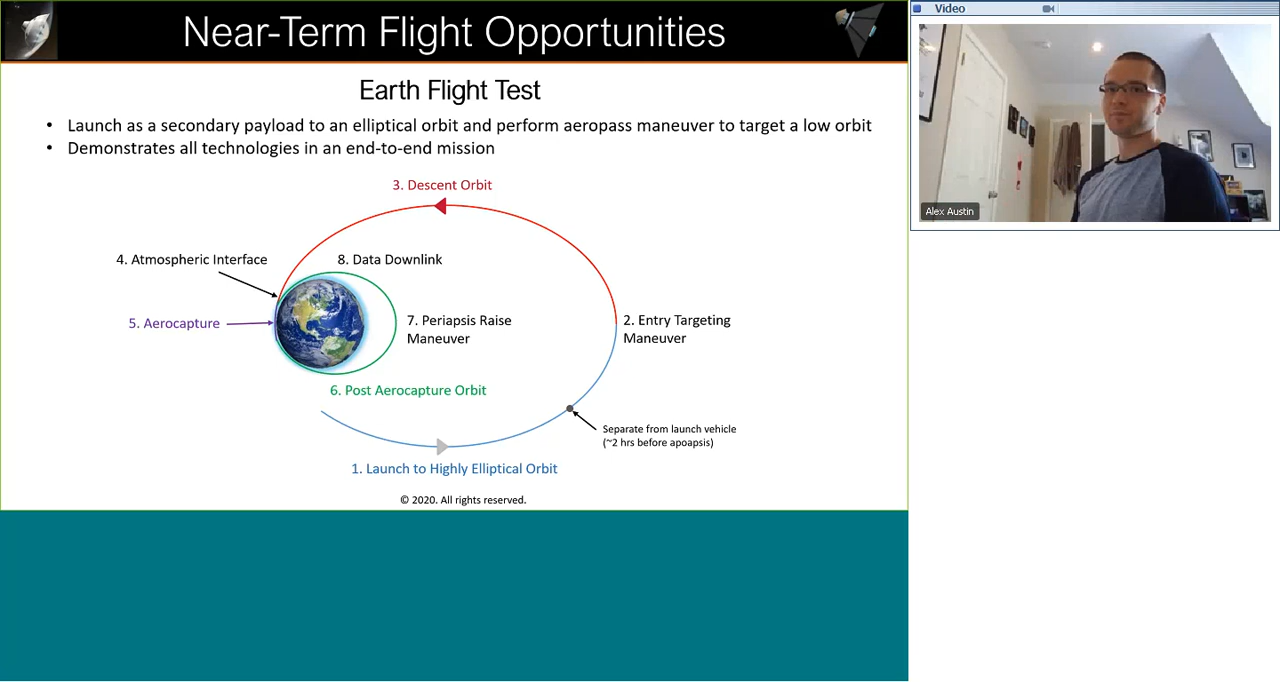 Near-Term Flight Opportunities
Earth Flight Test
• Launch as a secondary payload to an elliptical orbit and perform aeropass maneuver to target a low orbit
• Demonstrates all technologies in an end-to-end mission
3. Descent Orbit
4. Atmospheric Interface
8. Data Downlink
5. Aerocapture
7. Periapsis Raise
Maneuver
2. Entry Targeting
Maneuver
6. Post Aerocapture Orbit
Separate from launch vehicle
(~2 hrs before apoapsis)
1. Launch to Highly Elliptical Orbit
© 2020. All rights reserved.
Video
Alex Austin